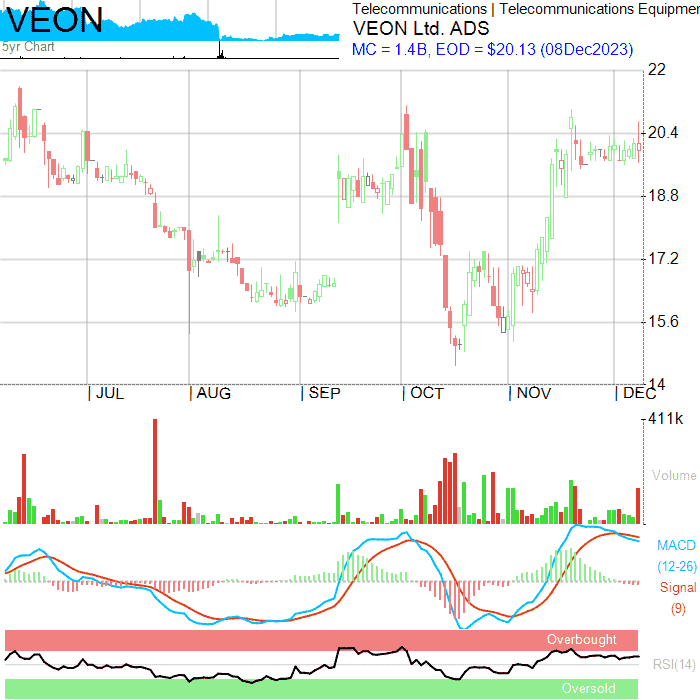 VEON
5yr Chart
Telecommunications | Telecommunications Equipmen
VEON Ltd. ADS
MC = 1.4B, EOD = $20.13 (08Dec2023)
22
20.4
18.8
17.2
15.6
14
JUL AUG SEP OCT NOV DEC
411k
Volume
MACD
(12-26)
Signal
(9)
Overbought
RSI(14)
Oversold